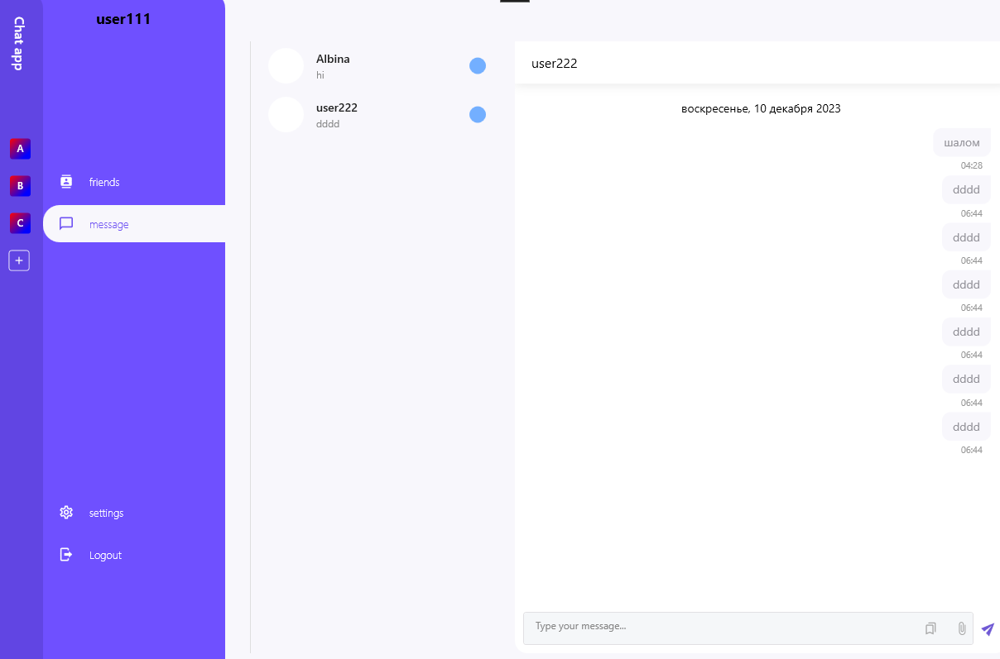 Chat app
A
B
C
+
user111
friends
message
settings
Logout
Albina
hi
user222
dddd
user222
воскресенье, 10 декабря 2023
шалом
04:28
dddd
06:44
dddd
06:44
dddd
06:44
dddd
06:44
dddd
06:44
dddd
06:44
Type your message...